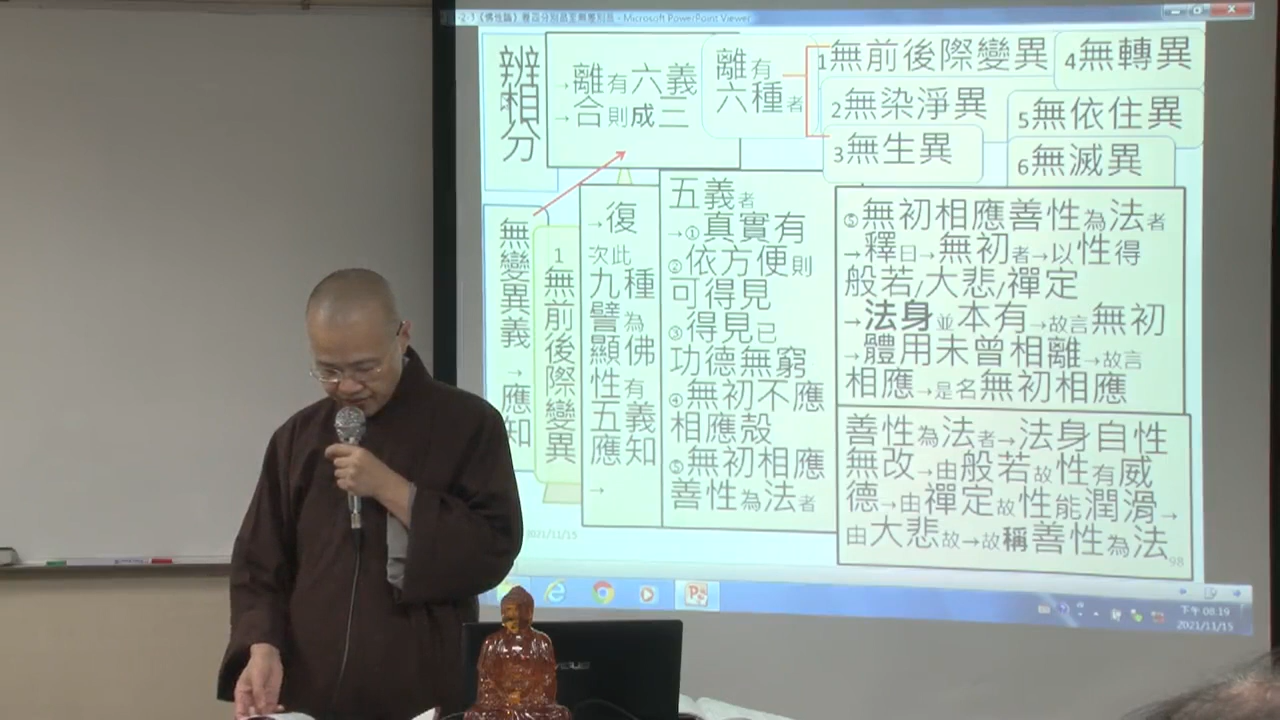 -2-3《佛性論》卷四分別品至無差別品 - Microsoft PowerPoint Viewer
辨相分
→離有六義
→合則成三
離有
六種者
1無前後際變異
2無染淨異
3無生異
4無轉異
5無依住異
6無滅異
無變異義→應知
1無前後際變異
→復
次此
九種
譬為
顯佛
性有
五義
應知
→
五義者
→①真實有
②依方便則
可得見
③得見已
功德無窮
④無初不應
相應殼
⑤無初相應
善性為法者
⑤無初相應善性為法者
→釋曰→無初者→以性得
般若/大悲/禪定
→法身並本有→故言無初
→體用未曾相離→故言
相應→是名無初相應
善性為法者→法身自性
無改→由般若故性有威
德→由禪定故性能潤滑→
由大悲故→故稱善性為法
2021/11/15
98
下午 08:19
2021/11/15